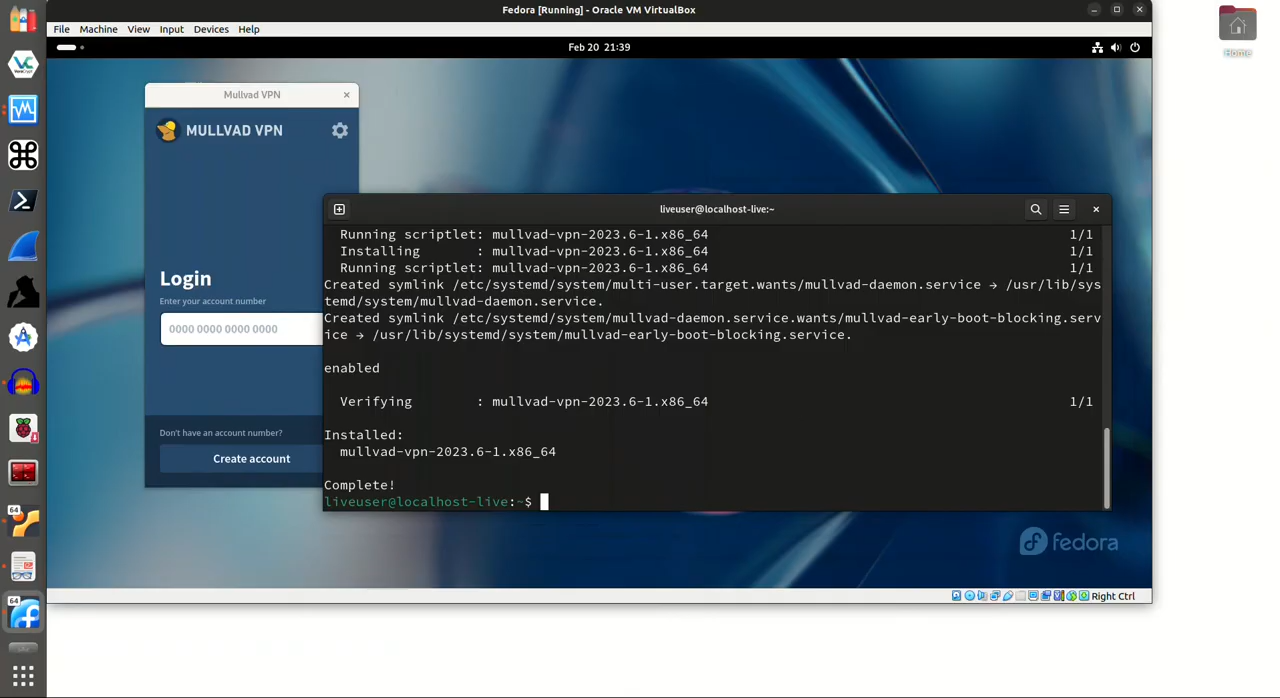 Fedora [Running] - Oracle VM VirtualBox
File Machine View Input Devices Help
Feb 20 21:39
Home
Mullvad VPN
MULLVAD VPN
Login
Enter your account number
0000 0000 0000 0000
Don't have an account number?
Create account
liveuser@localhost-live:~
Running scriptlet: mullvad-vpn-2023.6-1.x86_64 1/1
Installing : mullvad-vpn-2023.6-1.x86_64 1/1
Running scriptlet: mullvad-vpn-2023.6-1.x86_64 1/1
Created symlink /etc/systemd/system/multi-user.target.wants/mullvad-daemon.service → /usr/lib/sys
temd/system/mullvad-daemon.service.
Created symlink /etc/systemd/system/mullvad-daemon.service.wants/mullvad-early-boot-blocking.serv
ice → /usr/lib/systemd/system/mullvad-early-boot-blocking.service.
enabled
Verifying : mullvad-vpn-2023.6-1.x86_64 1/1
Installed:
mullvad-vpn-2023.6-1.x86_64
Complete!
liveuser@localhost-live:~$
fedora
Right Ctrl
64
64